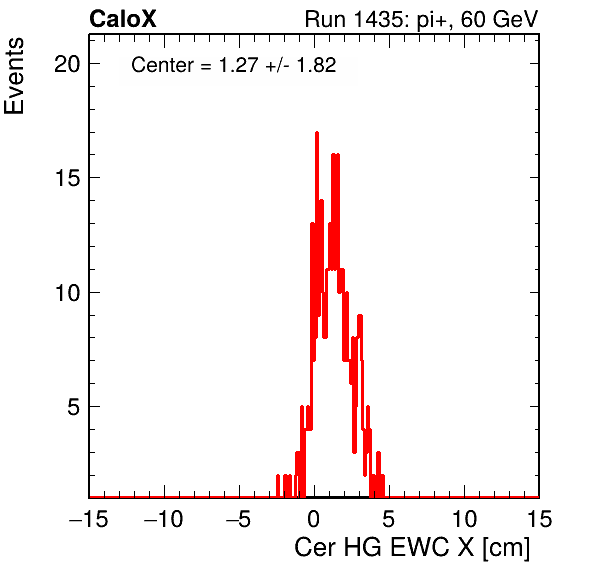 CaloX Run 1435: pi+, 60 GeV
Center = 1.27 +/- 1.82
Events
20
15
10
5
−15 −10 −5 0 5 10 15
Cer HG EWC X [cm]